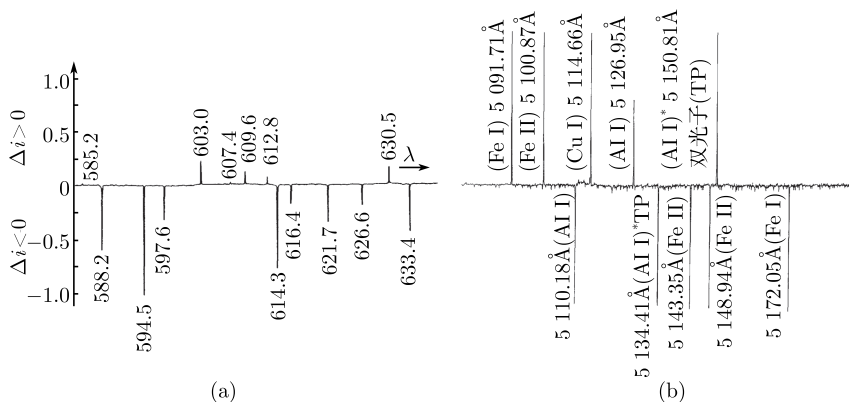 1.0
0.5
0
−0.5
−1.0
Δi>0
Δi<0
585.2
588.2
594.5
597.6
603.0
607.4
609.6
612.8
614.3
616.4
621.7
626.6
630.5
633.4
λ
(a)
(Fe I) 5 091.71Å
(Fe II) 5 100.87Å
(Cu I) 5 114.66Å
(AI I) 5 126.95Å
(AI I)* 5 150.81Å
双光子(TP)
5 110.18Å(AI I)
5 134.41Å(AI I)*TP
5 143.35Å(Fe II)
5 148.94Å(Fe II)
5 172.05Å(Fe I)
(b)